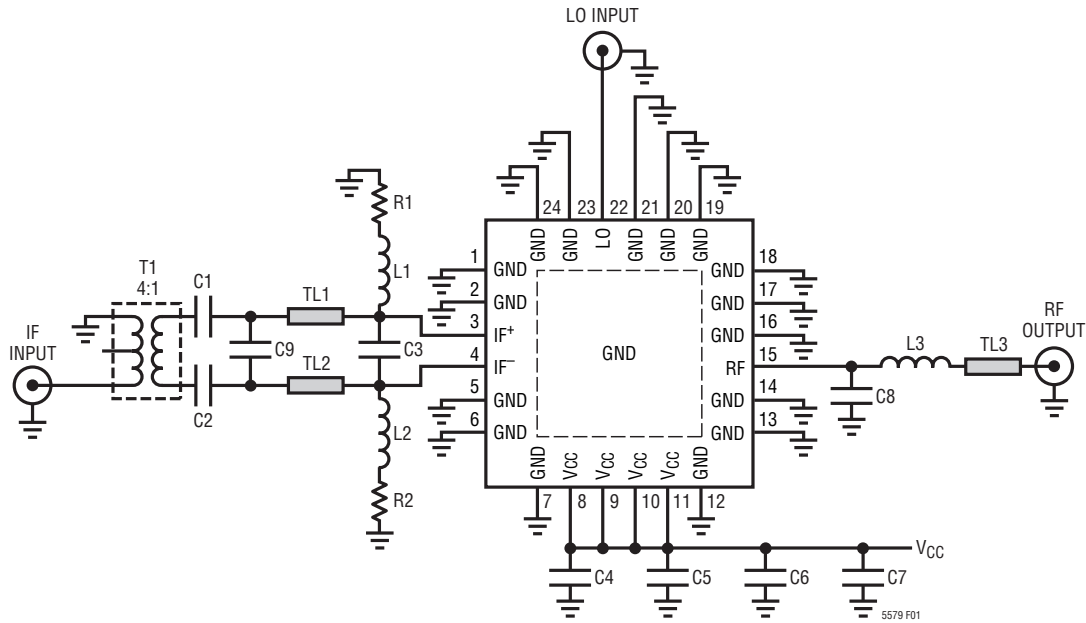 LO INPUT
24 23 22 21 20 19
GND GND LO GND GND GND
R1
L1
T1
4:1
C1
TL1
C9
C3
TL2
C2
L2
R2
IF
INPUT
1 GND
2 GND
3 IF+
4 IF−
5 GND
6 GND
GND
18
GND
17
16 GND
15 RF
14 GND
13 GND
L3
TL3
C8
RF
OUTPUT
GND VCC VCC VCC VCC GND
7 8 9 10 11 12
VCC
C4
C5
C6
C7
5579 F01